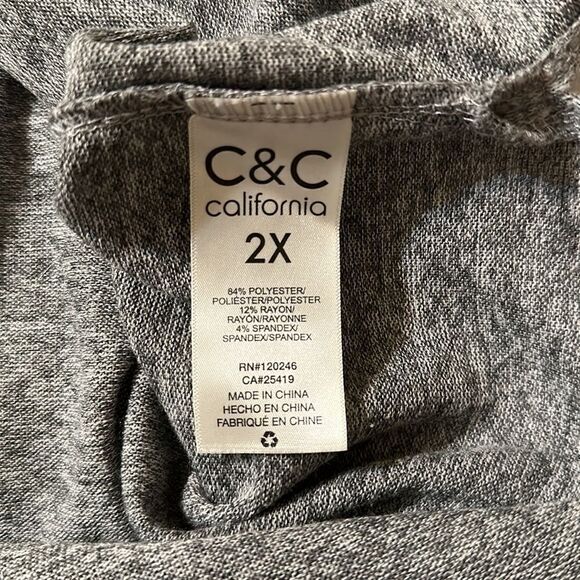 C&C
california
2X
84% POLYESTER/
POLIÉSTER/POLYESTER
12% RAYON/
RAYÓN/RAYONNE
4% SPANDEX/
SPANDEX/SPANDEX
RN#120246
CA#25419
MADE IN CHINA
HECHO EN CHINA
FABRIQUÉ EN CHINE